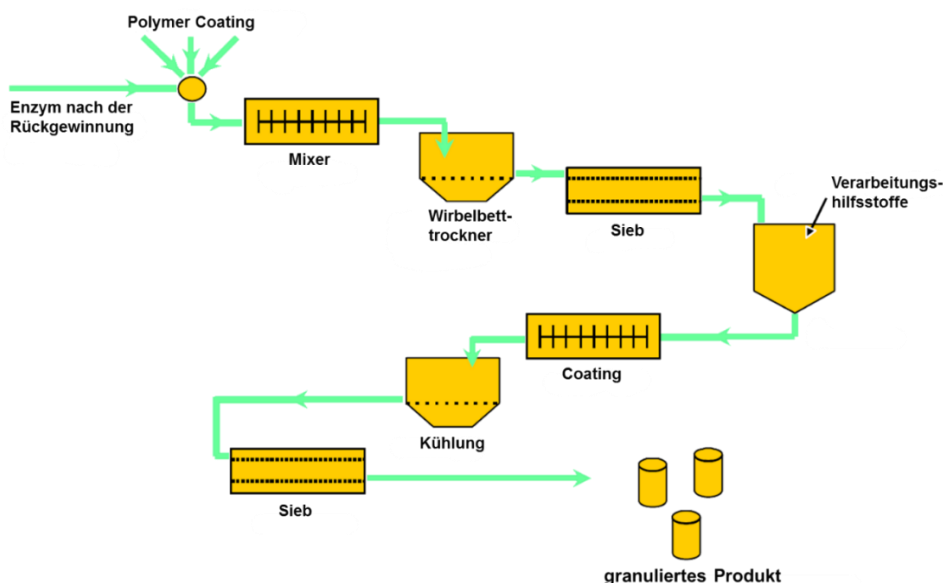 Polymer Coating
Enzym nach der
Rückgewinnung
Mixer
Wirbelbett-
trockner
Sieb
Verarbeitungs-
hilfsstoffe
Coating
Kühlung
Sieb
granuliertes Produkt